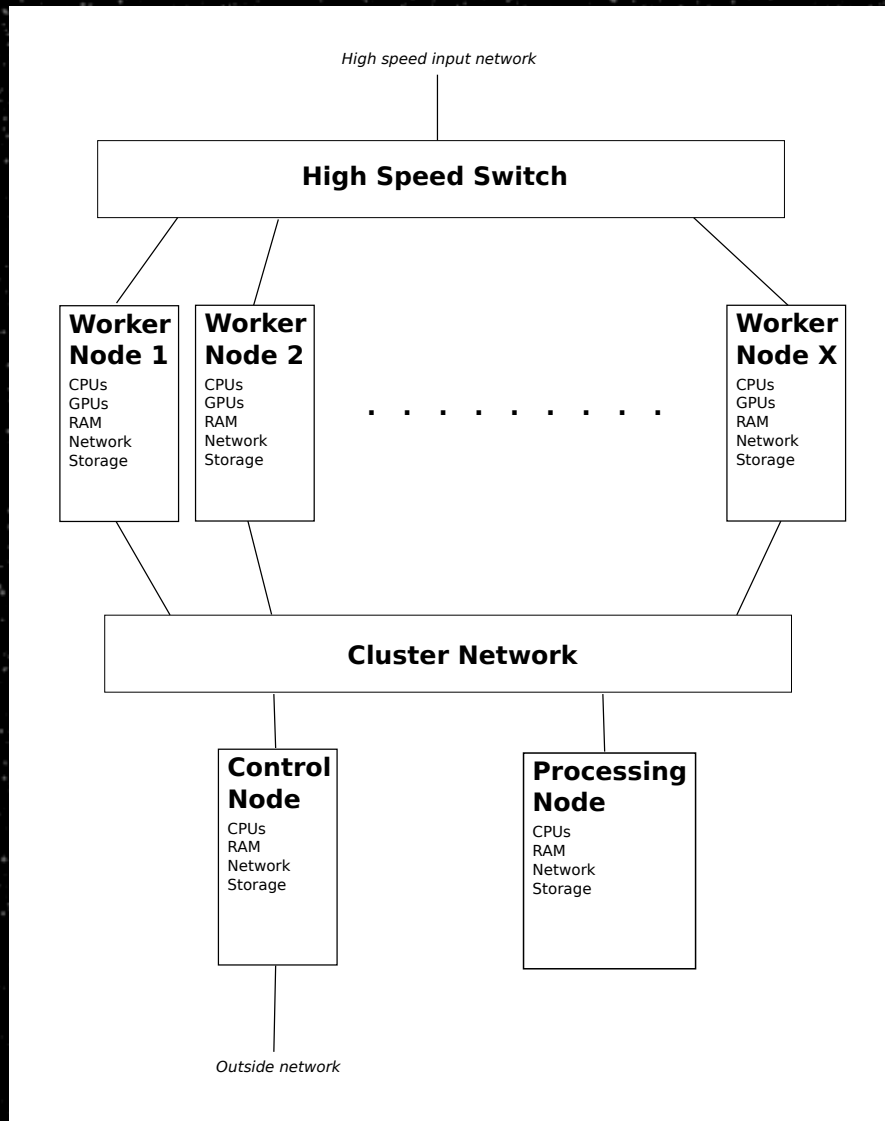 High speed input network
High Speed Switch
Worker
Node 1
CPUs
GPUs
RAM
Network
Storage
Worker
Node 2
CPUs
GPUs
RAM
Network
Storage
. . . . . . . . .
Worker
Node X
CPUs
GPUs
RAM
Network
Storage
Cluster Network
Control
Node
CPUs
RAM
Network
Storage
Processing
Node
CPUs
RAM
Network
Storage
Outside network